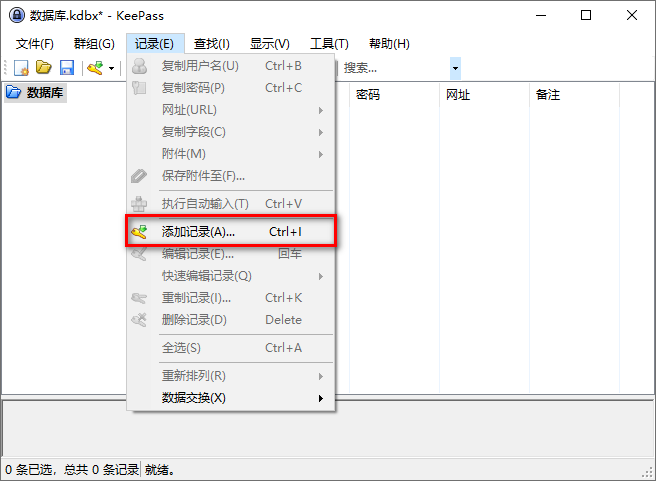 数据库.kdbx* - KeePass
文件(F) 群组(G) 记录(E) 查找(I) 显示(V) 工具(T) 帮助(H)
搜索...
数据库
密码 网址 备注
复制用户名(U) Ctrl+B
复制密码(P) Ctrl+C
网址(URL)
复制字段(C)
附件(M)
保存附件至(F)...
执行自动输入(T) Ctrl+V
添加记录(A)... Ctrl+I
编辑记录(E)... 回车
快速编辑记录(Q)
重制记录(I)... Ctrl+K
删除记录(D) Delete
全选(S) Ctrl+A
重新排列(R)
数据交换(X)
0 条已选，总共 0 条记录 就绪。